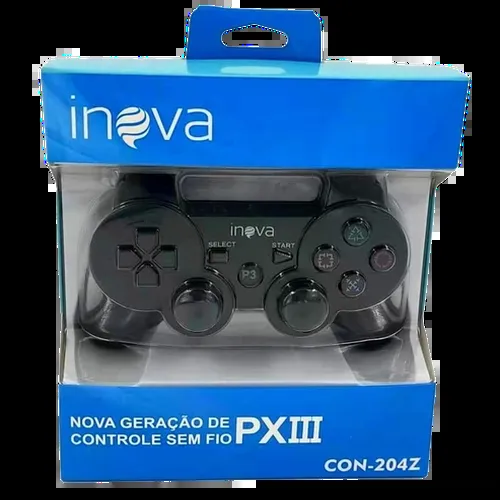 inova
inova
SELECT
START
P3
NOVA GERAÇÃO DE
CONTROLE SEM FIO PXIII
CON-204Z